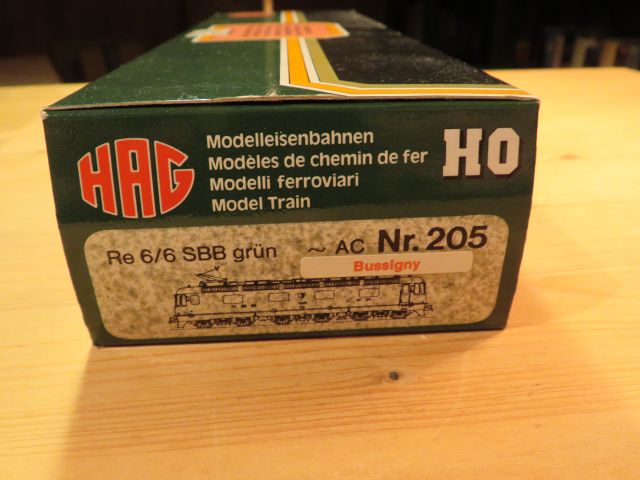 HAG
Modelleisenbahnen
Modèles de chemin de fer
Modelli ferroviari
Model Train
HO
Re 6/6 SBB grün ~ AC Nr. 205
Bussigny